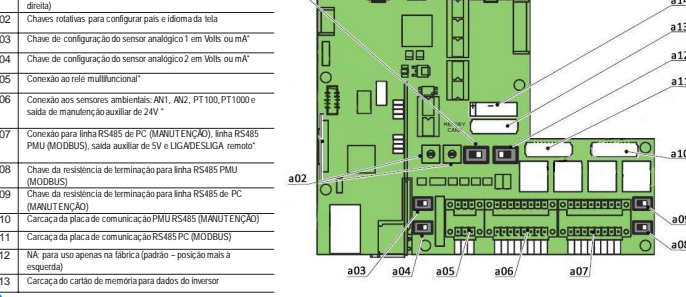 direita)
02 Chaves rotativas para configurar país e idioma da tela
03 Chave de configuração do sensor analógico 1 em Volts ou mA*
04 Chave de configuração do sensor analógico 2 em Volts ou mA*
05 Conexão ao relé multifuncional*
06 Conexão aos sensores ambientais: AN1, AN2, PT100, PT1000 e
saída de manutenção auxiliar de 24V *
07 Conexão para linha RS485 de PC (MANUTENÇÃO), linha RS485
PMU (MODBUS), saída auxiliar de 5V e LIGA/DESLIGA remoto*
08 Chave da resistência de terminação para linha RS485 PMU
(MODBUS)
09 Chave da resistência de terminação para linha RS485 de PC
(MANUTENÇÃO)
10 Carcaça da placa de comunicação PMU RS485 (MANUTENÇÃO)
11 Carcaça da placa de comunicação RS485 PC (MODBUS)
12 NA: para uso apenas na fábrica (padrão – posição mais à
esquerda)
13 Carcaça do cartão de memória para dados do inversor
a14
a13
a12
a11
MEMORY
CARD
a02
a10
a09
a08
a03 a04 a05 a06 a07